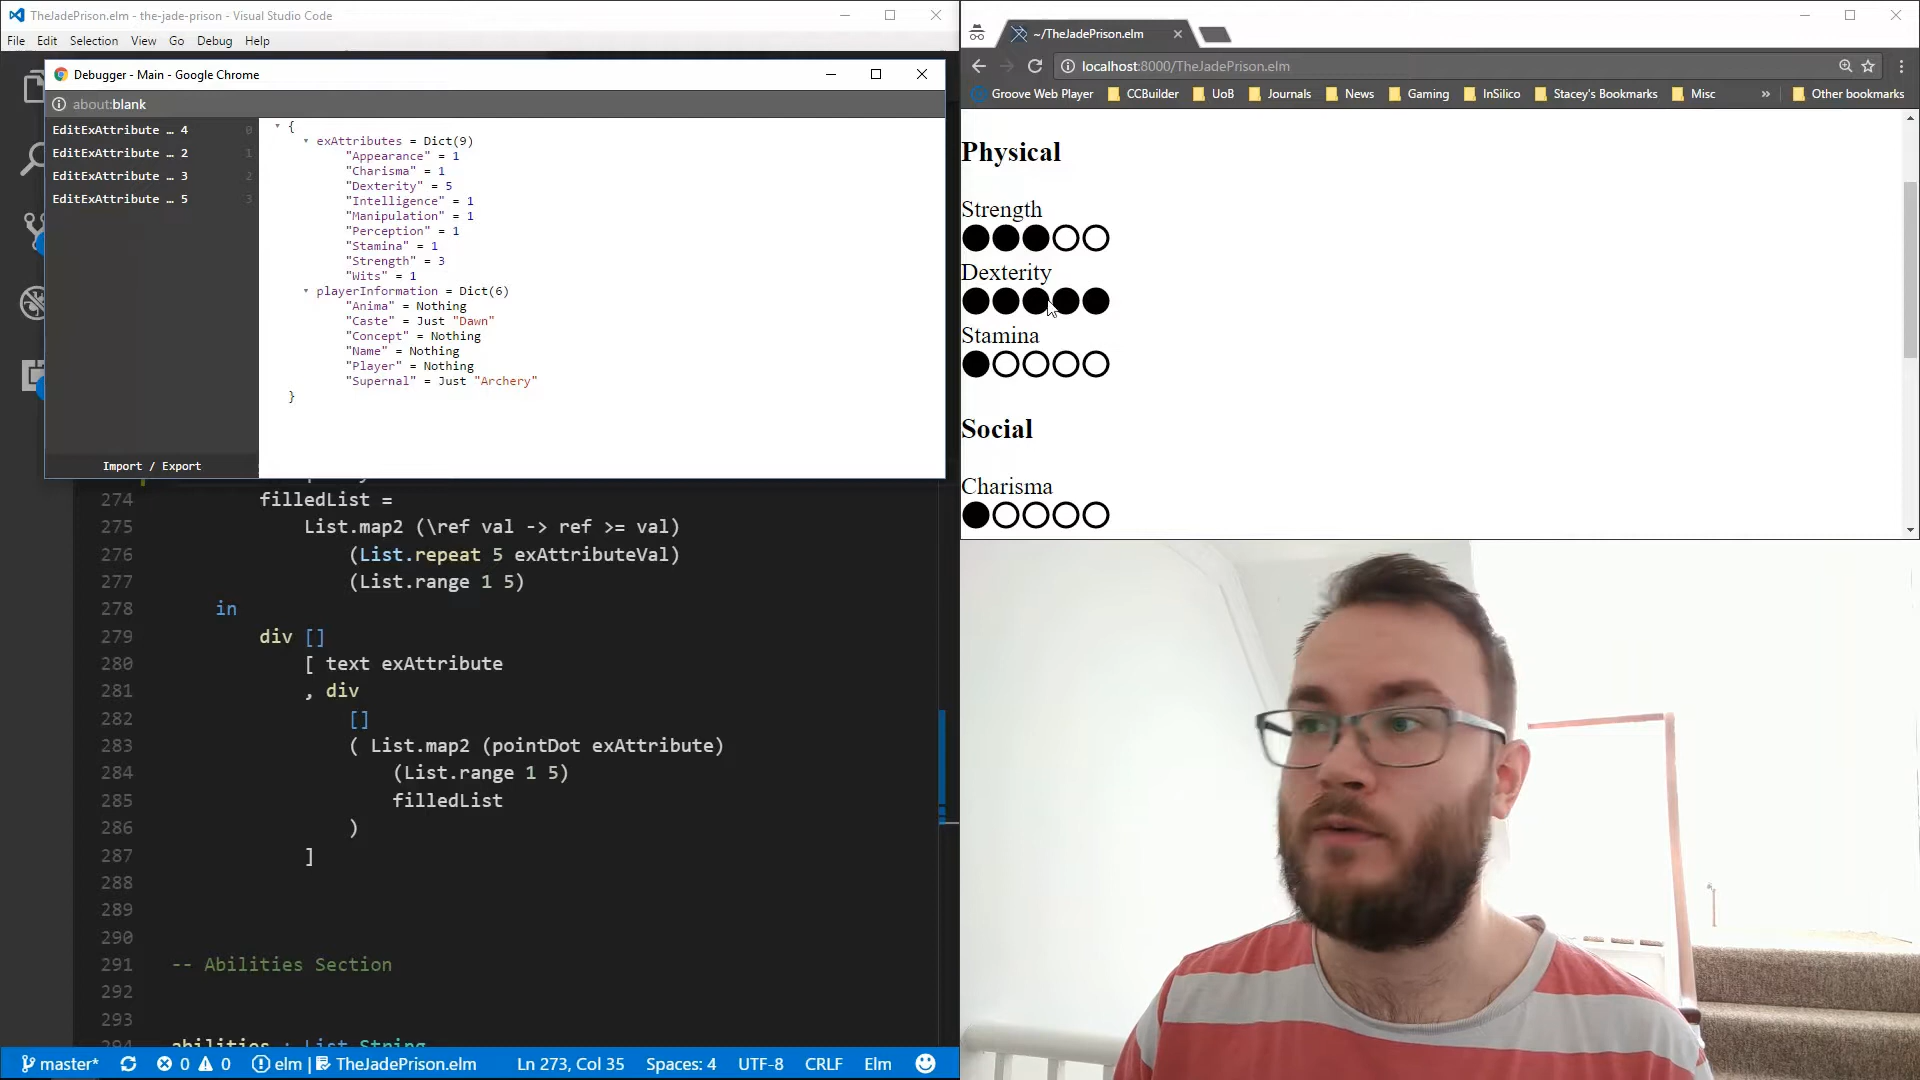 TheJadePrison.elm - the-jade-prison - Visual Studio Code
File Edit Selection View Go Debug Help
Debugger - Main - Google Chrome
about:blank
EditExAttribute … 4 0
EditExAttribute … 2 1
EditExAttribute … 3 2
EditExAttribute … 5 3
Import / Export
{
exAttributes = Dict(9)
"Appearance" = 1
"Charisma" = 1
"Dexterity" = 5
"Intelligence" = 1
"Manipulation" = 1
"Perception" = 1
"Stamina" = 1
"Strength" = 3
"Wits" = 1
playerInformation = Dict(6)
"Anima" = Nothing
"Caste" = Just "Dawn"
"Concept" = Nothing
"Name" = Nothing
"Player" = Nothing
"Supernal" = Just "Archery"
}
274 filledList =
275 List.map2 (\ref val -> ref >= val)
276 (List.repeat 5 exAttributeVal)
277 (List.range 1 5)
278 in
279 div []
280 [ text exAttribute
281 , div
282 []
283 ( List.map2 (pointDot exAttribute)
284 (List.range 1 5)
285 filledList
286 )
287 ]
288
289
290
291 -- Abilities Section
292
293
294 abilities : List String
master* 0 0 elm | TheJadePrison.elm Ln 273, Col 35 Spaces: 4 UTF-8 CRLF Elm
~/TheJadePrison.elm
localhost:8000/TheJadePrison.elm
Groove Web Player CCBuilder UoB Journals News Gaming InSilico Stacey's Bookmarks Misc » Other bookmarks
Physical
Strength
Dexterity
Stamina
Social
Charisma